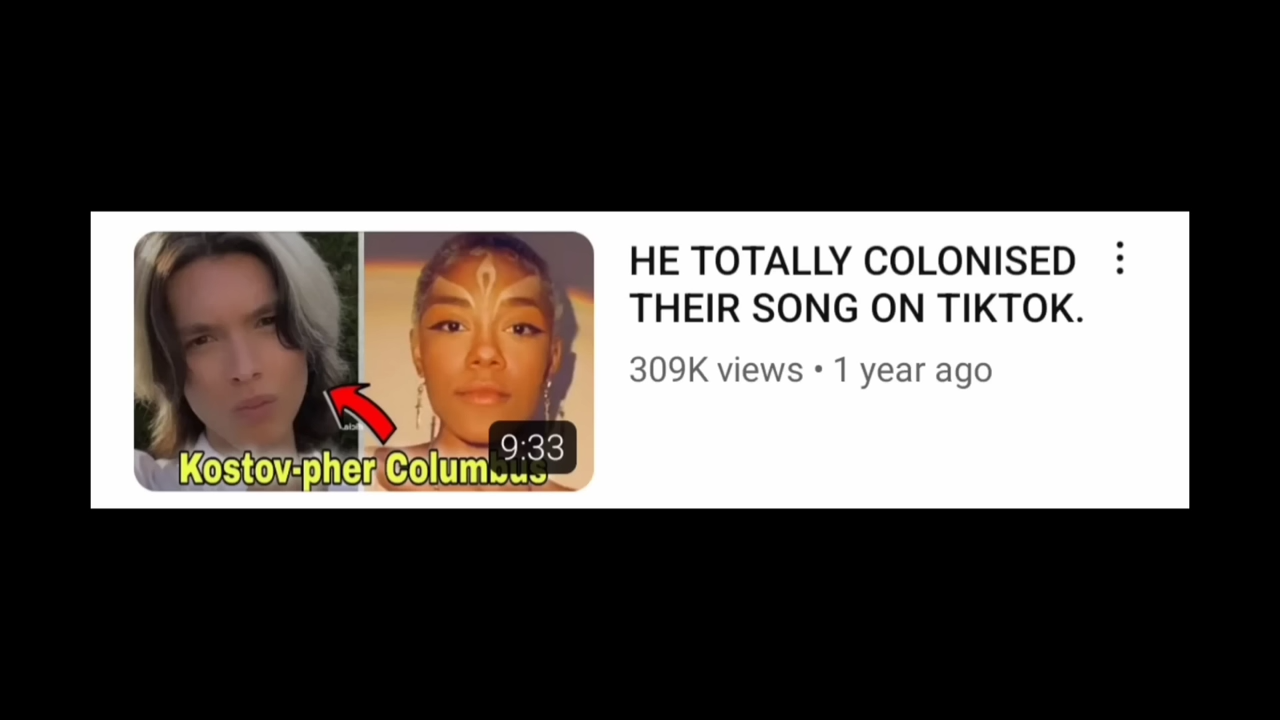 HE TOTALLY COLONISED
THEIR SONG ON TIKTOK.
309K views • 1 year ago
9:33
Kostov-pher Columbus